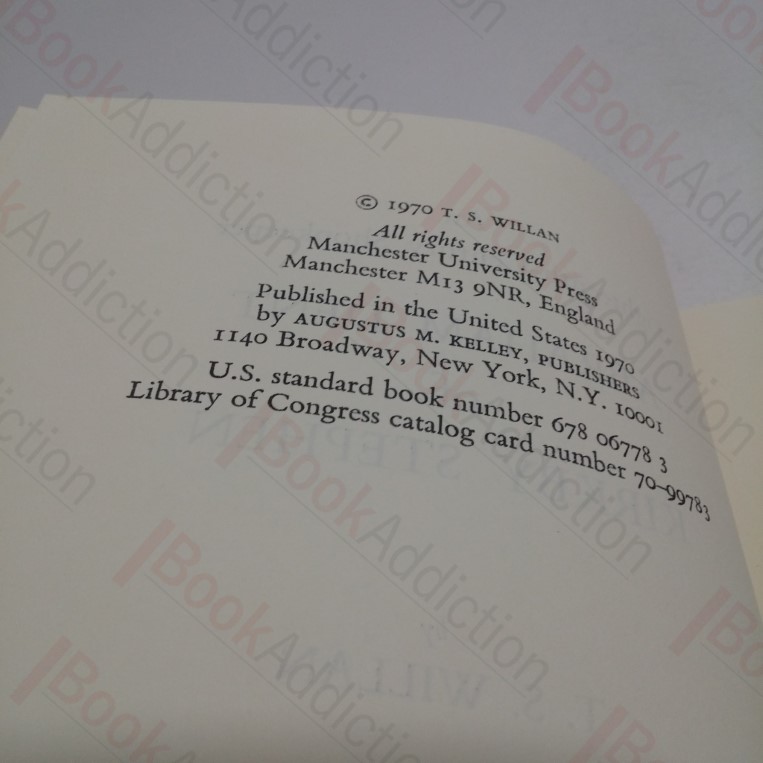 © 1970 T. S. WILLAN
All rights reserved
Manchester University Press
Manchester M13 9NR, England
Published in the United States 1970
by AUGUSTUS M. KELLEY, PUBLISHERS
1140 Broadway, New York, N.Y. 10001
U.S. standard book number 678 06778 3
Library of Congress catalog card number 70-99783
BookAddiction